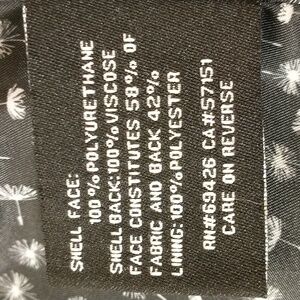 SHELL FACE:
100%POLYURETHANE
SHELL BACK:100%VISCOSE
FACE CONSTITUTES 58% OF
FABRIC AND BACK 42%
LINING: 100%POLYESTER
RN#69426 CA#57151
CARE ON REVERSE